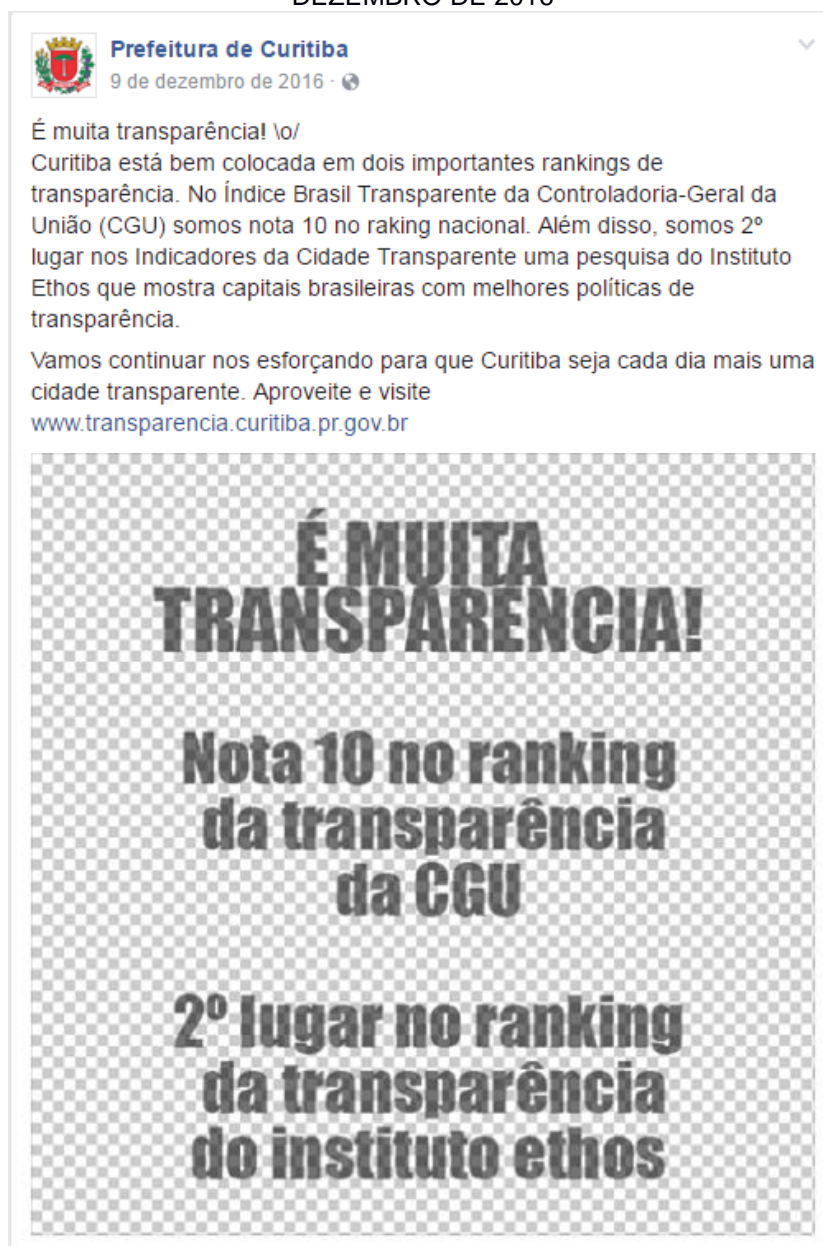 DEZEMBRO DE 2016
Prefeitura de Curitiba
9 de dezembro de 2016 ·
É muita transparência! \o/
Curitiba está bem colocada em dois importantes rankings de
transparência. No Índice Brasil Transparente da Controladoria-Geral da
União (CGU) somos nota 10 no raking nacional. Além disso, somos 2º
lugar nos Indicadores da Cidade Transparente uma pesquisa do Instituto
Ethos que mostra capitais brasileiras com melhores políticas de
transparência.
Vamos continuar nos esforçando para que Curitiba seja cada dia mais uma
cidade transparente. Aproveite e visite
www.transparencia.curitiba.pr.gov.br
É MUITA
TRANSPARÊNCIA!
Nota 10 no ranking
da transparência
da CGU
2º lugar no ranking
da transparência
do instituto ethos